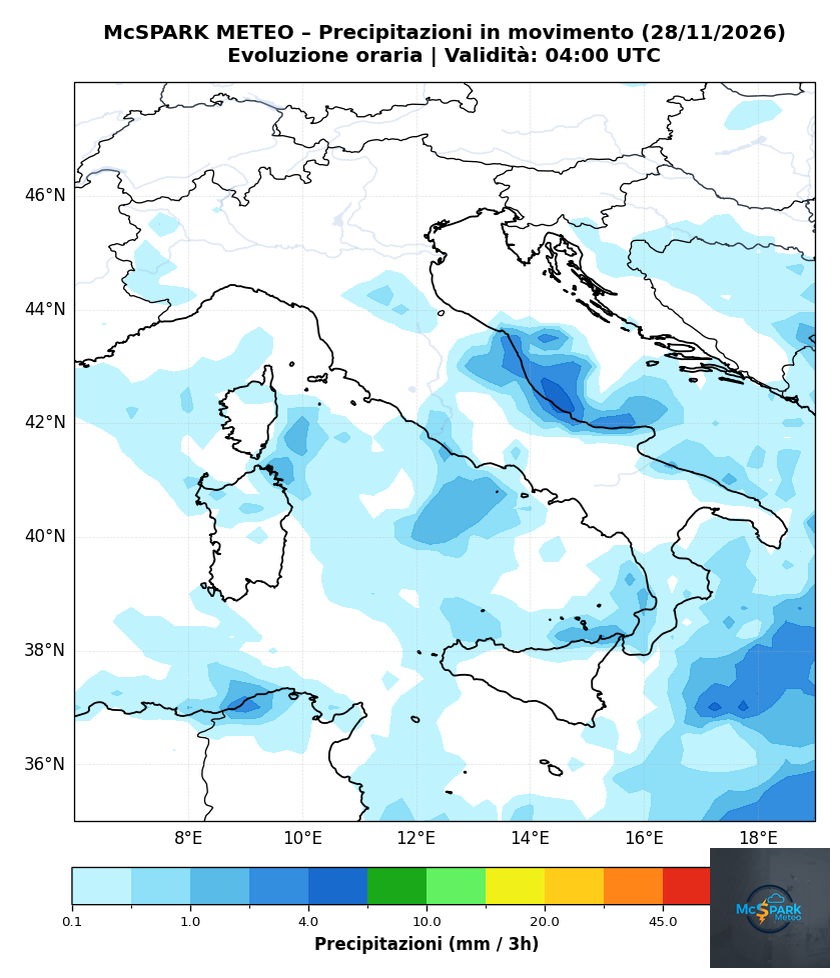 McSPARK METEO – Precipitazioni in movimento (28/11/2026)
Evoluzione oraria | Validità: 04:00 UTC
46°N
44°N
42°N
40°N
38°N
36°N
8°E 10°E 12°E 14°E 16°E 18°E
0.1 1.0 4.0 10.0 20.0 45.0
Precipitazioni (mm / 3h)
McSPARK
Meteo